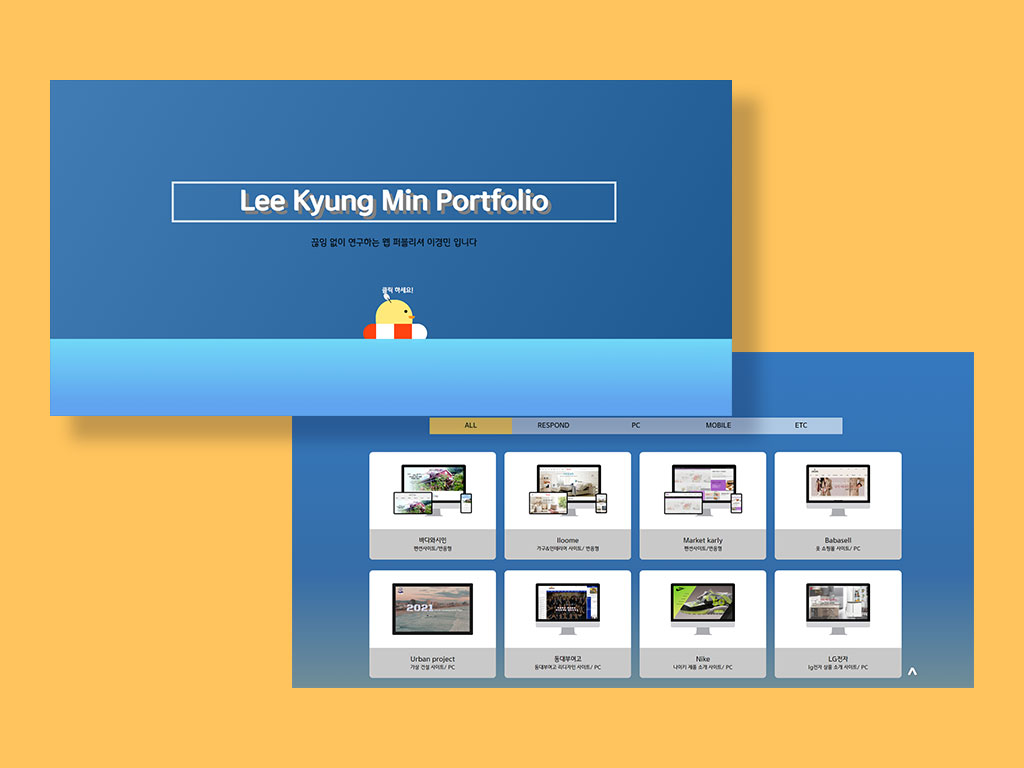 Lee Kyung Min Portfolio
끊임 없이 연구하는 웹 퍼블리셔 이경민 입니다
클릭 하세요!
ALL RESPOND PC MOBILE ETC
바다와시인
펜션사이트/반응형
Iloome
가구&인테리어 사이트/ 반응형
Market karly
펜션사이트/반응형
Babasell
옷 쇼핑몰 사이트/ PC
2021
Urban project
가상 건설 사이트/ PC
동대부여고
동대부여고 리디자인 사이트/ PC
Nike
나이키 제품 소개 사이트/ PC
LG전자
lg전자 상품 소개 사이트/ PC